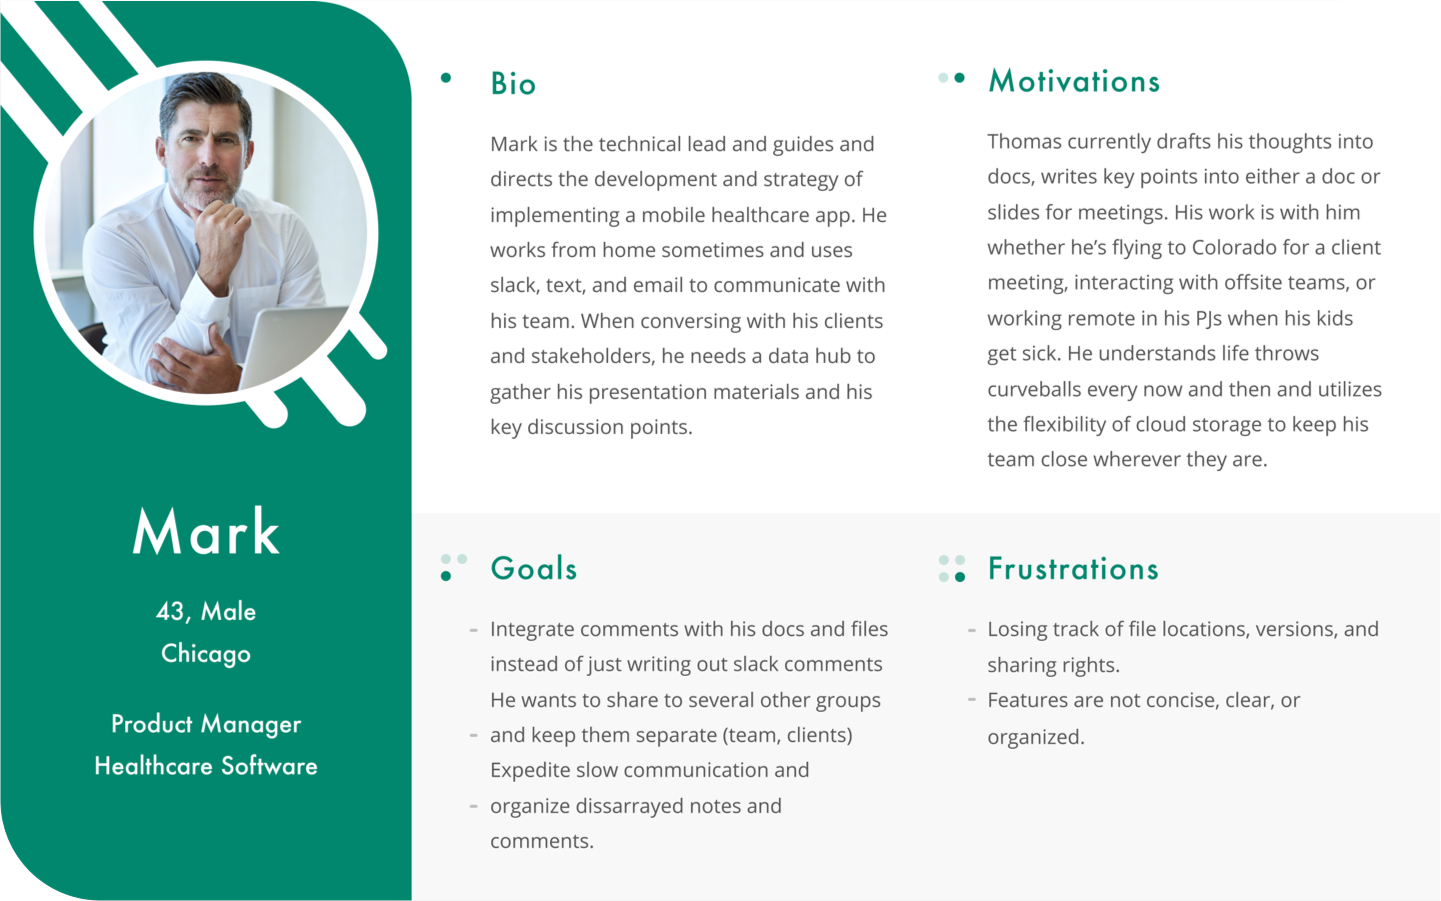 Mark
43, Male
Chicago
Product Manager
Healthcare Software
Bio
Mark is the technical lead and guides and
directs the development and strategy of
implementing a mobile healthcare app. He
works from home sometimes and uses
slack, text, and email to communicate with
his team. When conversing with his clients
and stakeholders, he needs a data hub to
gather his presentation materials and his
key discussion points.
Motivations
Thomas currently drafts his thoughts into
docs, writes key points into either a doc or
slides for meetings. His work is with him
whether he’s flying to Colorado for a client
meeting, interacting with offsite teams, or
working remote in his PJs when his kids
get sick. He understands life throws
curveballs every now and then and utilizes
the flexibility of cloud storage to keep his
team close wherever they are.
Goals
- Integrate comments with his docs and files
instead of just writing out slack comments
He wants to share to several other groups
- and keep them separate (team, clients)
Expedite slow communication and
- organize dissarrayed notes and
comments.
Frustrations
- Losing track of file locations, versions, and
sharing rights.
- Features are not concise, clear, or
organized.